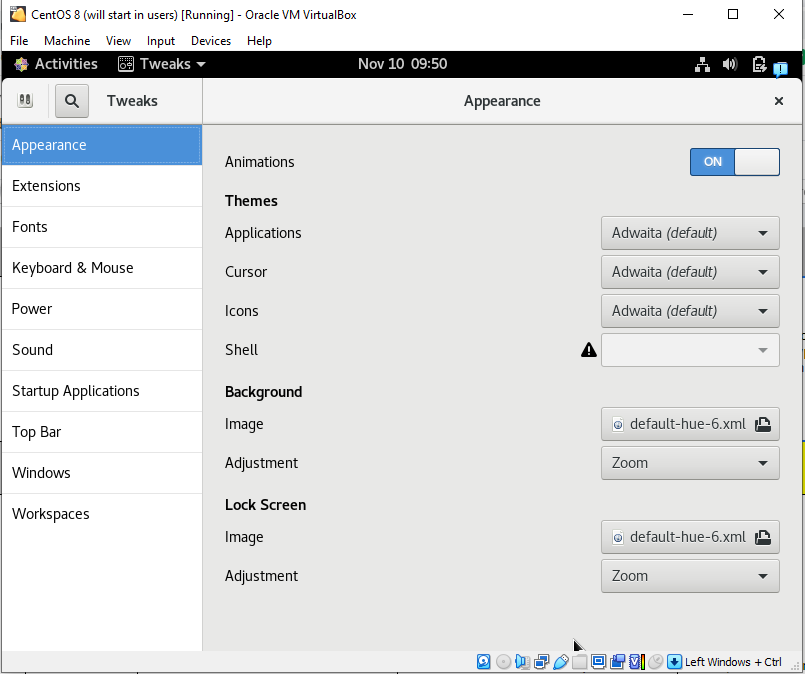 CentOS 8 (will start in users) [Running] - Oracle VM VirtualBox
File Machine View Input Devices Help
Activities Tweaks Nov 10 09:50
Tweaks Appearance
Appearance
Extensions
Fonts
Keyboard & Mouse
Power
Sound
Startup Applications
Top Bar
Windows
Workspaces
Animations ON
Themes
Applications Adwaita (default)
Cursor Adwaita (default)
Icons Adwaita (default)
Shell
Background
Image default-hue-6.xml
Adjustment Zoom
Lock Screen
Image default-hue-6.xml
Adjustment Zoom
Left Windows + Ctrl